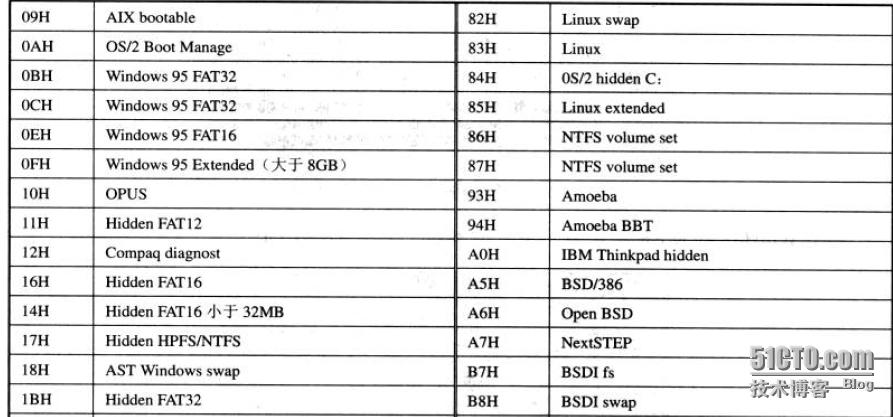 09H AIX bootable 82H Linux swap
0AH OS/2 Boot Manage 83H Linux
0BH Windows 95 FAT32 84H 0S/2 hidden C:
0CH Windows 95 FAT32 85H Linux extended
0EH Windows 95 FAT16 86H NTFS volume set
0FH Windows 95 Extended（大于 8GB） 87H NTFS volume set
10H OPUS 93H Amoeba
11H Hidden FAT12 94H Amoeba BBT
12H Compaq diagnost A0H IBM Thinkpad hidden
16H Hidden FAT16 A5H BSD/386
14H Hidden FAT16 小于 32MB A6H Open BSD
17H Hidden HPFS/NTFS A7H NextSTEP
18H AST Windows swap B7H BSDI fs
1BH Hidden FAT32 B8H BSDI swap
51CTO.com
技术博客 Blog